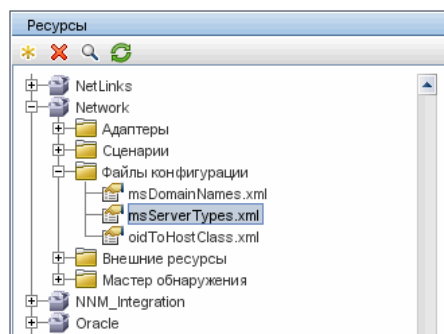 Ресурсы
NetLinks
Network
Адаптеры
Сценарии
Файлы конфигурации
msDomainNames.xml
msServerTypes.xml
oidToHostClass.xml
Внешние ресурсы
Мастер обнаружения
NNM_Integration
Oracle